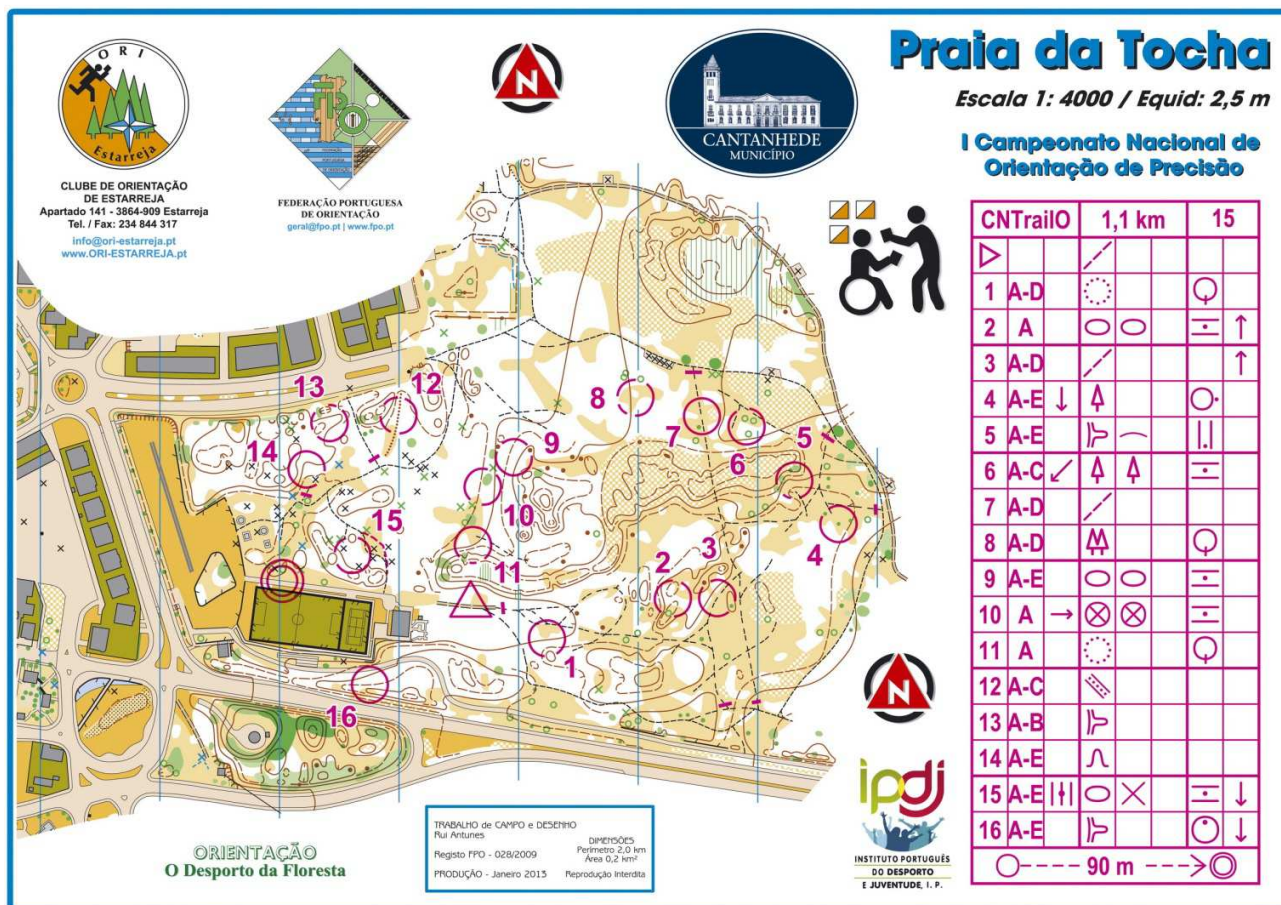 ORI
Estarreja
CLUBE DE ORIENTAÇÃO
DE ESTARREJA
Apartado 141 - 3864-909 Estarreja
Tel. / Fax: 234 844 317
info@ori-estarreja.pt
www.ORI-ESTARREJA.pt
FEDERAÇÃO PORTUGUESA
DE ORIENTAÇÃO
geral@fpo.pt | www.fpo.pt
N
CANTANHEDE
MUNICÍPIO
Praia da Tocha
Escala 1: 4000 / Equid: 2,5 m
I Campeonato Nacional de
Orientação de Precisão
CNTrailO 1,1 km 15
1 A-D
2 A
3 A-D
4 A-E
5 A-E
6 A-C
7 A-D
8 A-D
9 A-E
10 A
11 A
12 A-C
13 A-B
14 A-E
15 A-E
16 A-E
90 m
13
12
8
14
9
7
5
6
10
15
4
2
3
11
1
16
N
ipdj
INSTITUTO PORTUGUÊS
DO DESPORTO
E JUVENTUDE, I. P.
ORIENTAÇÃO
O Desporto da Floresta
TRABALHO de CAMPO e DESENHO
Rui Antunes
Registo FPO - 028/2009
PRODUÇÃO - Janeiro 2013
DIMENSÕES
Perímetro 2,0 km
Área 0,2 km²
Reprodução Interdita